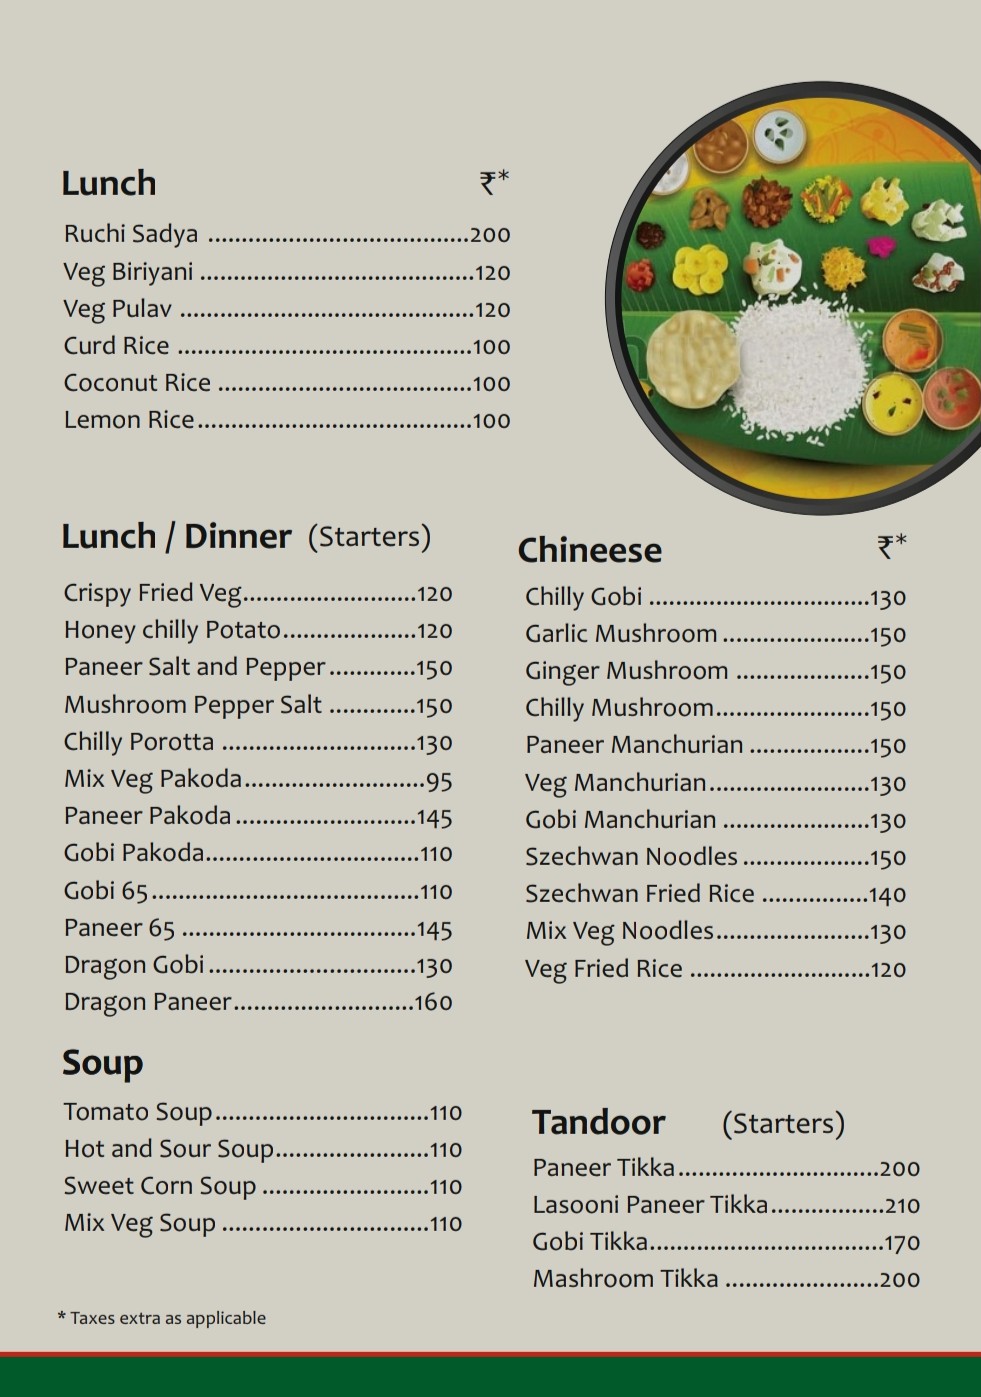 Lunch ₹*
Ruchi Sadya .......................................200
Veg Biriyani .........................................120
Veg Pulav ............................................120
Curd Rice ............................................100
Coconut Rice ......................................100
Lemon Rice.........................................100
Lunch / Dinner (Starters)
Crispy Fried Veg..........................120
Honey chilly Potato....................120
Paneer Salt and Pepper.............150
Mushroom Pepper Salt .............150
Chilly Porotta .............................130
Mix Veg Pakoda...........................95
Paneer Pakoda...........................145
Gobi Pakoda................................110
Gobi 65........................................110
Paneer 65 ...................................145
Dragon Gobi...............................130
Dragon Paneer...........................160
Soup
Tomato Soup................................110
Hot and Sour Soup.......................110
Sweet Corn Soup .........................110
Mix Veg Soup ...............................110
* Taxes extra as applicable
Chineese ₹*
Chilly Gobi .................................130
Garlic Mushroom ......................150
Ginger Mushroom ....................150
Chilly Mushroom.......................150
Paneer Manchurian ..................150
Veg Manchurian........................130
Gobi Manchurian ......................130
Szechwan Noodles ...................150
Szechwan Fried Rice ................140
Mix Veg Noodles.......................130
Veg Fried Rice ...........................120
Tandoor (Starters)
Paneer Tikka..............................200
Lasooni Paneer Tikka.................210
Gobi Tikka...................................170
Mashroom Tikka .......................200